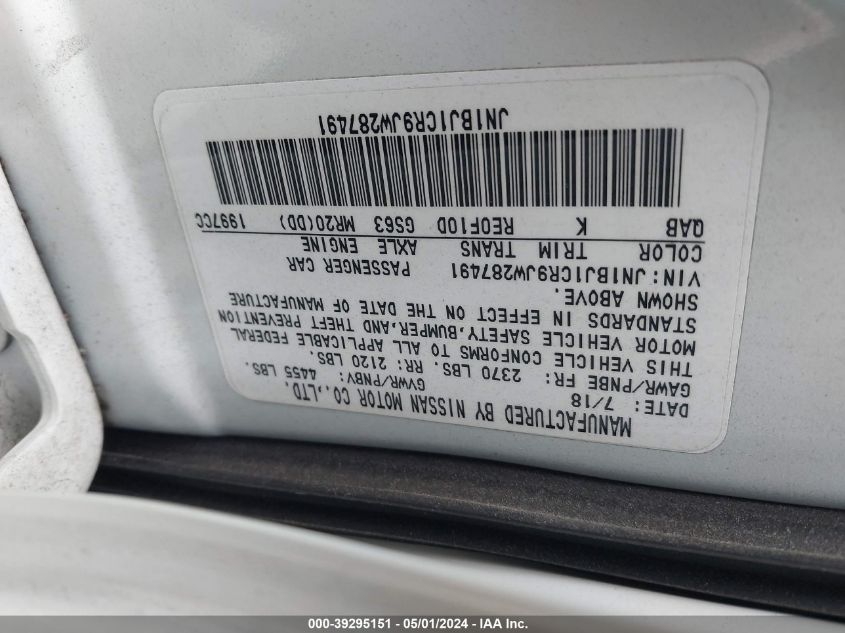 MANUFACTURED BY NISSAN MOTOR CO.,LTD.
DATE: 7/18 GVWR/PNBV: 4455 LBS.
GAWR/PNBE FR: 2370 LBS. RR: 2120 LBS.
THIS VEHICLE CONFORMS TO ALL APPLICABLE FEDERAL
MOTOR VEHICLE SAFETY,BUMPER,AND THEFT PREVENTION
STANDARDS IN EFFECT ON THE DATE OF MANUFACTURE
SHOWN ABOVE.
VIN:JN1BJ1CR9JW287491 PASSENGER CAR
COLOR TRIM TRANS AXLE ENGINE
QAB K RE0F10D GS63 MR20(DD) 1997CC
JN1BJ1CR9JW287491
000-39295151 - 05/01/2024 - IAA Inc.